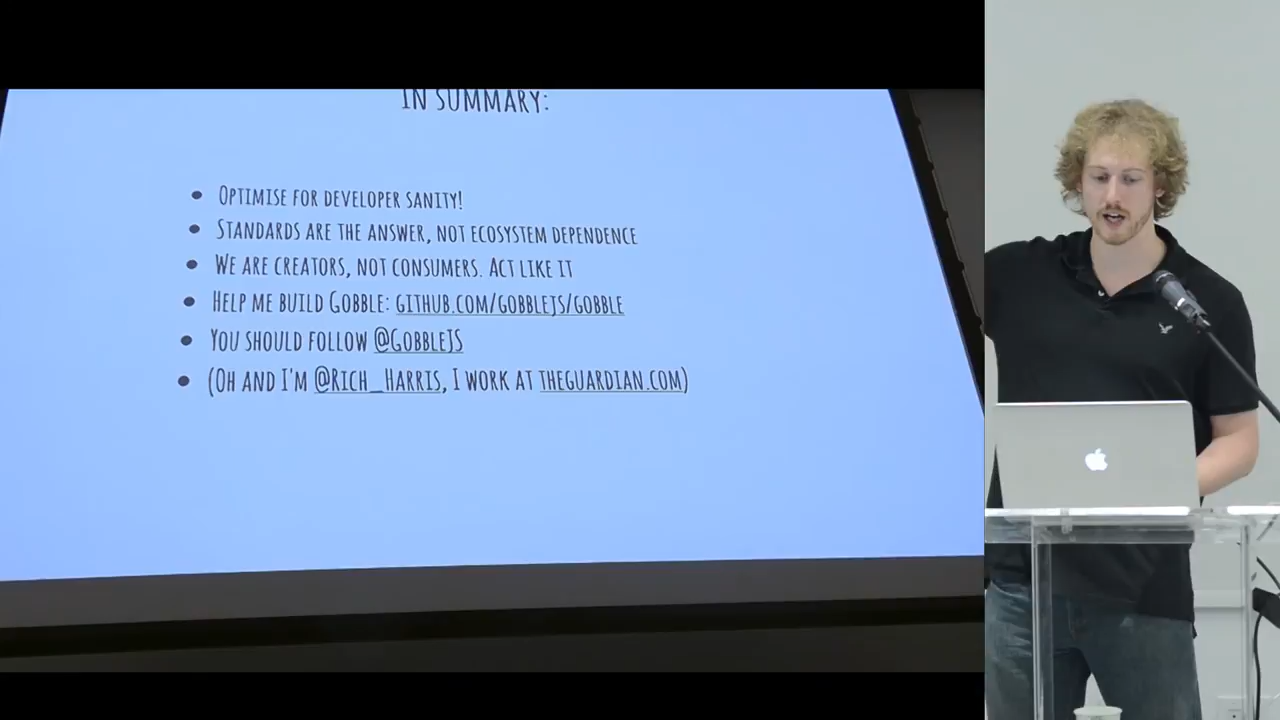 In summary:
Optimise for developer sanity!
Standards are the answer, not ecosystem dependence
We are creators, not consumers. Act like it
Help me build Gobble: github.com/gobblejs/gobble
You should follow @GobbleJS
(Oh and I'm @Rich_Harris, I work at theguardian.com)